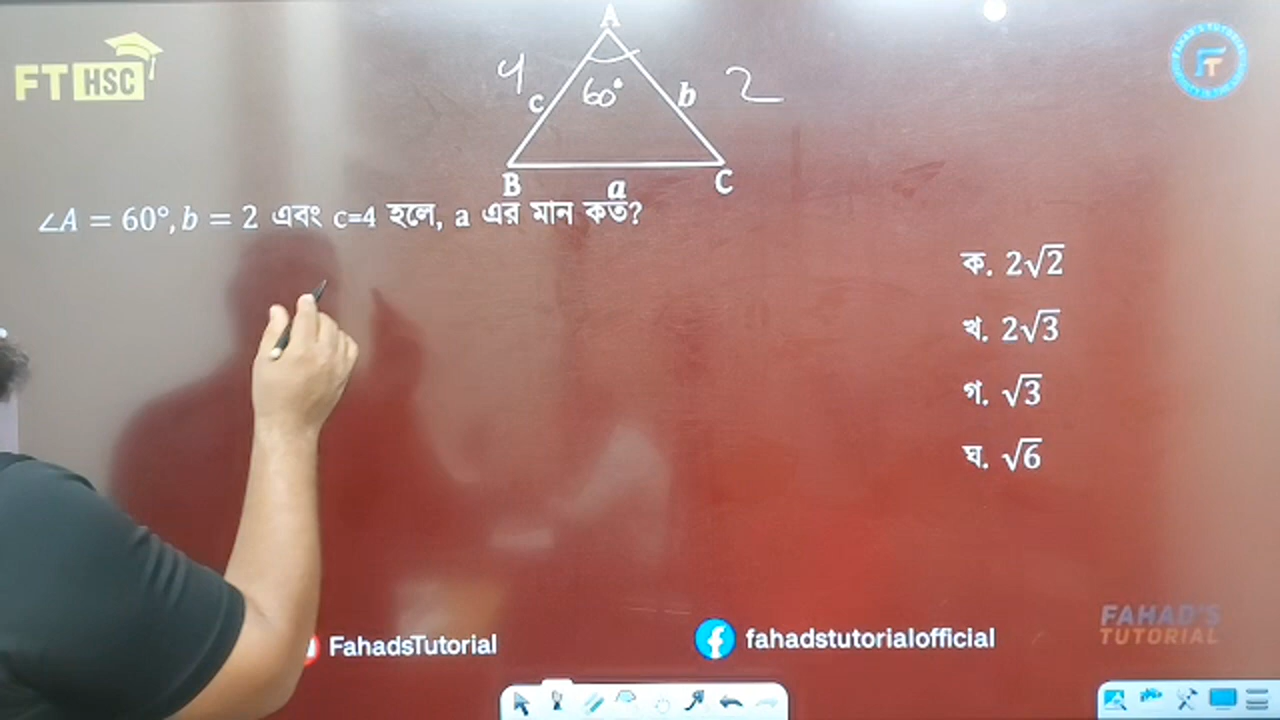 A
FT HSC
4 c 60° b 2
B a C
∠A = 60°, b = 2 এবং c=4 হলে, a এর মান কত?
ক. 2√2
খ. 2√3
গ. √3
ঘ. √6
FAHAD'S
TUTORIAL
FahadsTutorial
fahadstutorialofficial